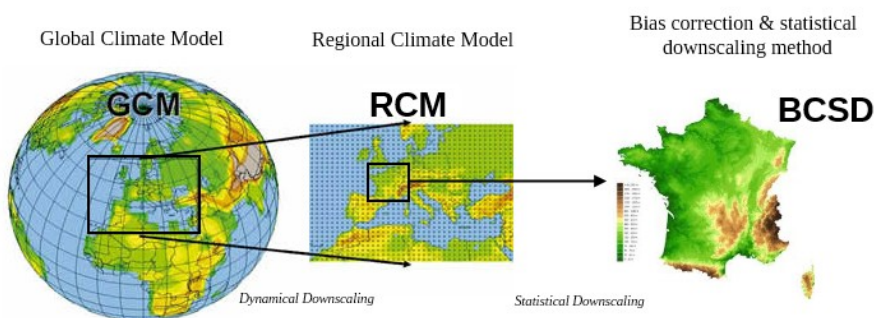 Global Climate Model
Regional Climate Model
Bias correction & statistical
downscaling method
GCM
RCM
BCSD
Dynamical Downscaling
Statistical Downscaling